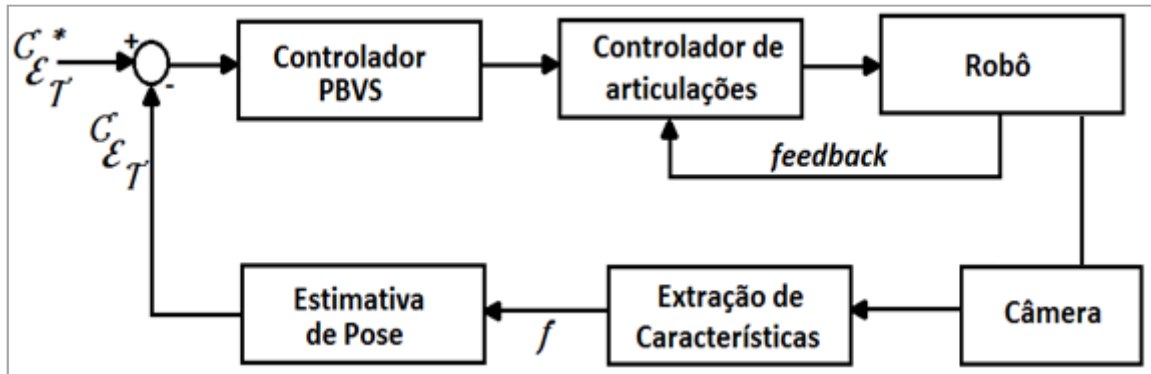 C
ℰ
T
*
+
-
Controlador
PBVS
Controlador de
articulações
Robô
feedback
C
ℰ
T
Estimativa
de Pose
f
Extração de
Características
Câmera